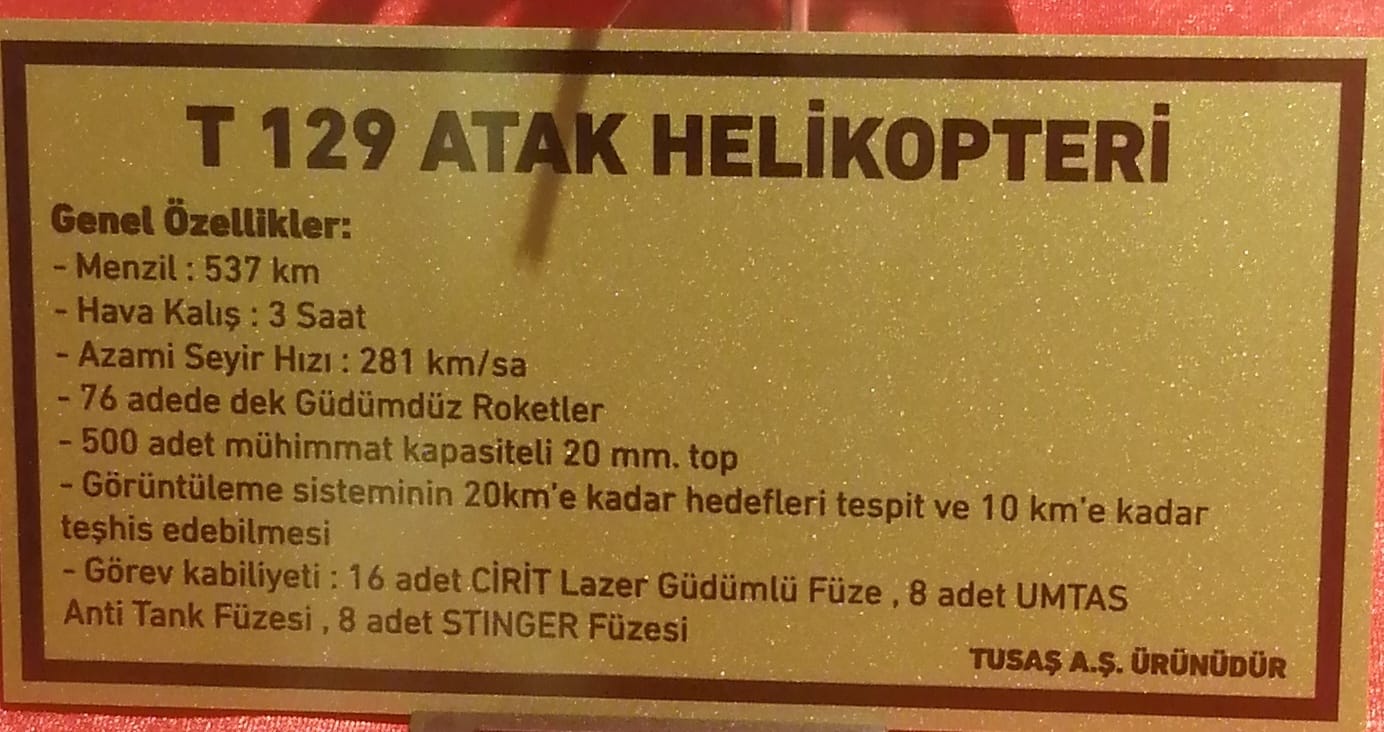 T 129 ATAK HELİKOPTERİ
Genel Özellikler:
- Menzil : 537 km
- Hava Kalış : 3 Saat
- Azami Seyir Hızı : 281 km/sa
- 76 adede dek Güdümdüz Roketler
- 500 adet mühimmat kapasiteli 20 mm. top
- Görüntüleme sisteminin 20km'e kadar hedefleri tespit ve 10 km'e kadar
teşhis edebilmesi
- Görev kabiliyeti : 16 adet CİRİT Lazer Güdümlü Füze , 8 adet UMTAS
Anti Tank Füzesi , 8 adet STINGER Füzesi
TUSAŞ A.Ş. ÜRÜNÜDÜR